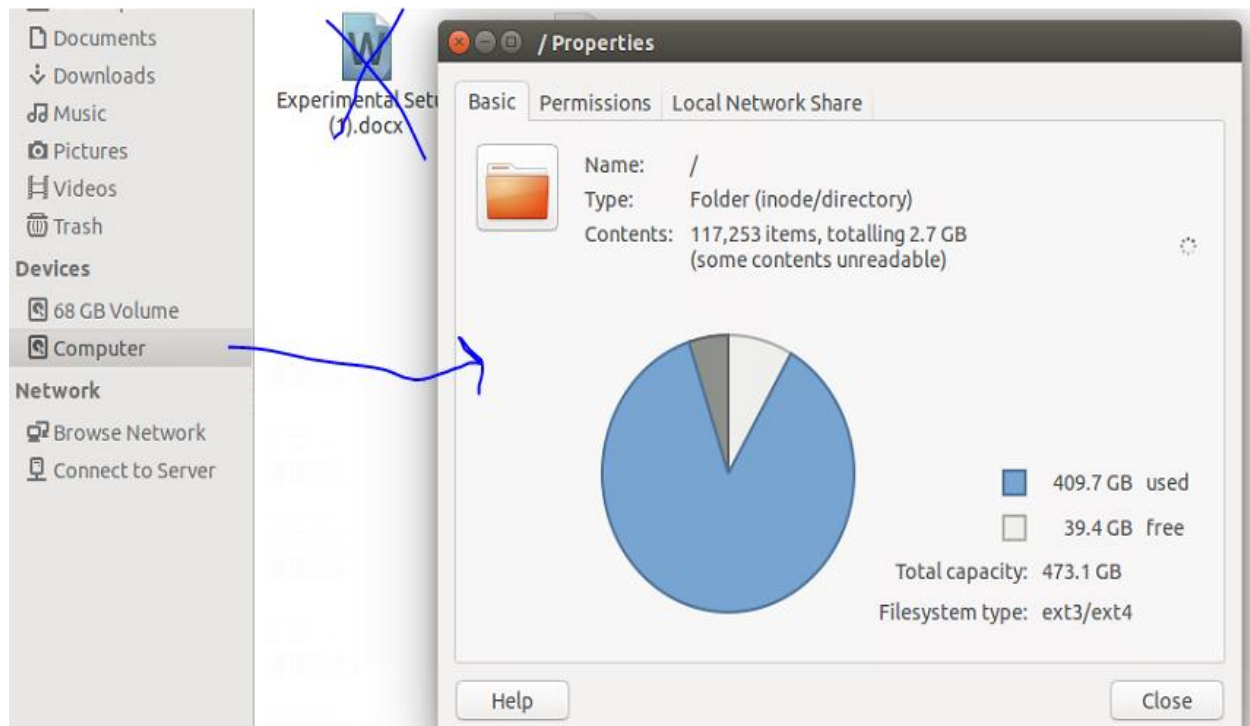 Documents
Downloads
Music
Pictures
Videos
Trash
Devices
68 GB Volume
Computer
Network
Browse Network
Connect to Server
W
Experimental Setu
(1).docx
/ Properties
Basic Permissions Local Network Share
Name: /
Type: Folder (inode/directory)
Contents: 117,253 items, totalling 2.7 GB
(some contents unreadable)
409.7 GB used
39.4 GB free
Total capacity: 473.1 GB
Filesystem type: ext3/ext4
Help Close